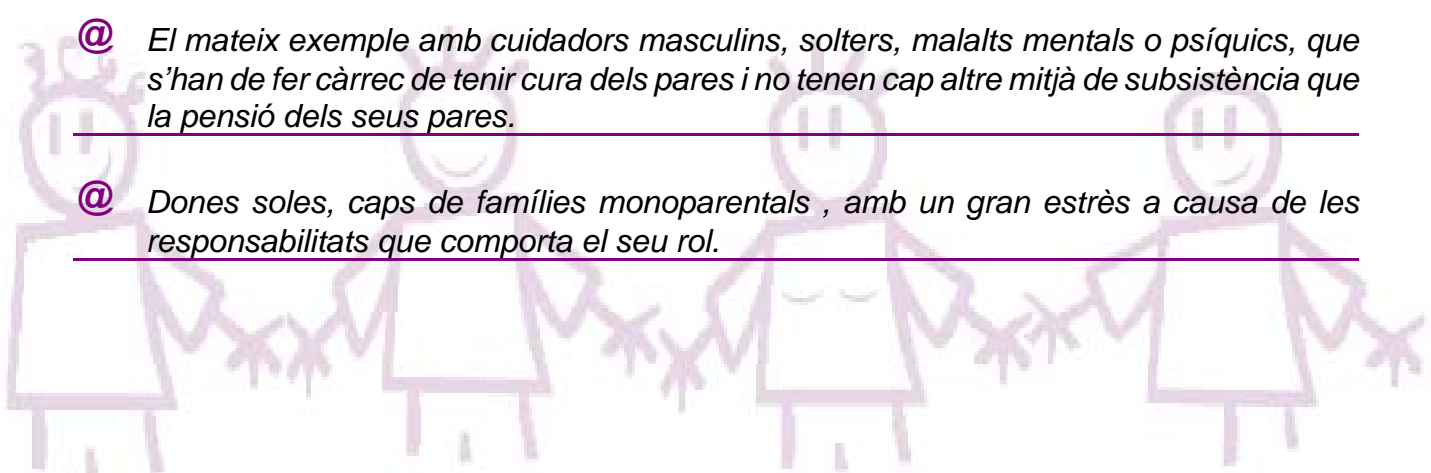 @ El mateix exemple amb cuidadors masculins, solters, malalts mentals o psíquics, que
s’han de fer càrrec de tenir cura dels pares i no tenen cap altre mitjà de subsistència que
la pensió dels seus pares.
@ Dones soles, caps de famílies monoparentals , amb un gran estrès a causa de les
responsabilitats que comporta el seu rol.